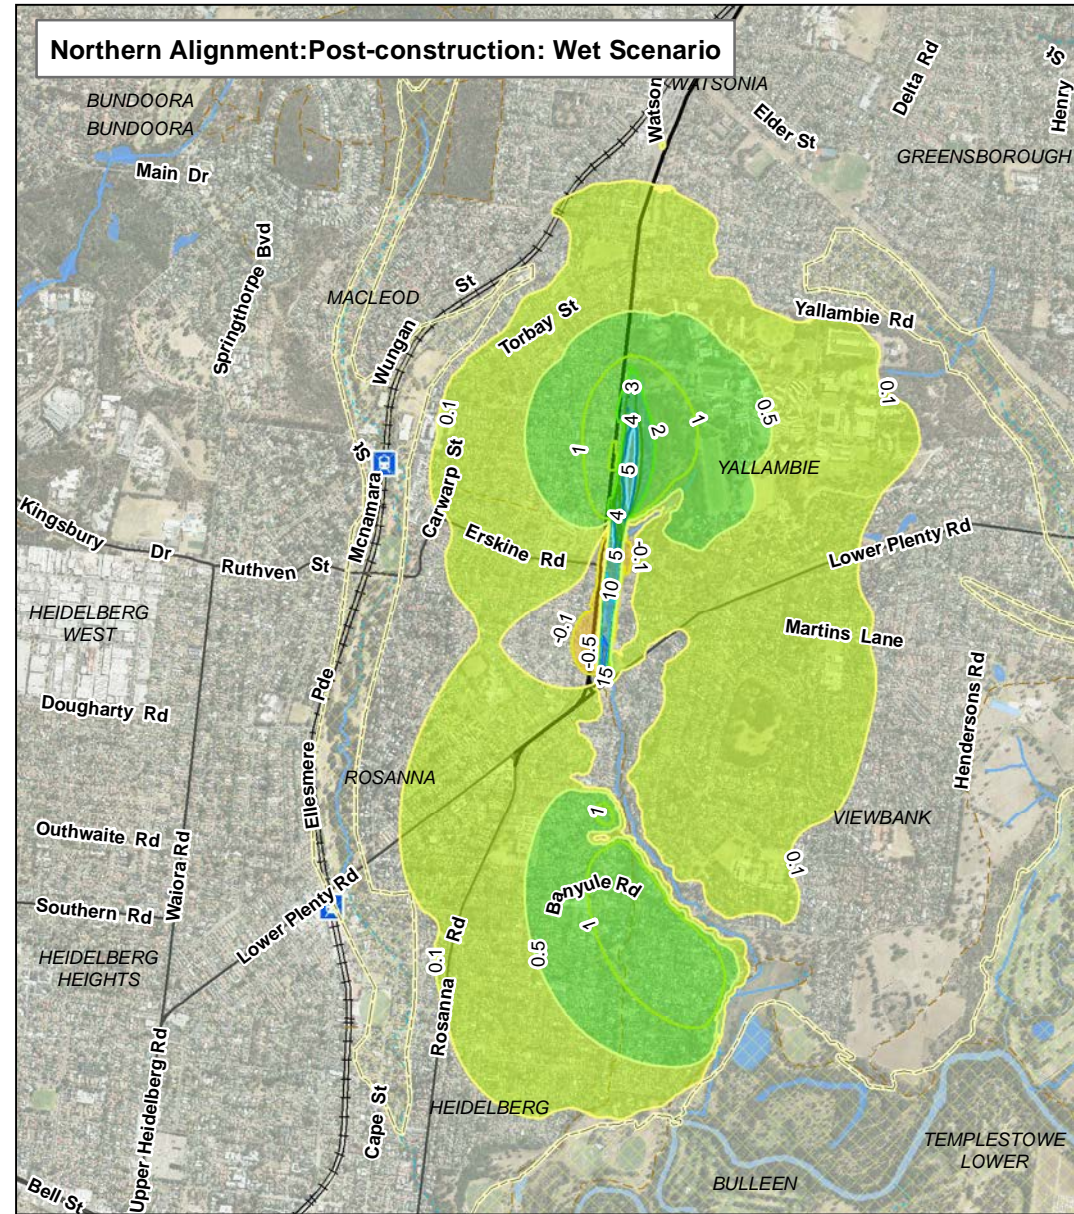 Northern Alignment:Post-construction: Wet Scenario
St
Delta Rd
Henry
WATSONIA
Watson
BUNDOORA
BUNDOORA
Elder St
GREENSBOROUGH
Main Dr
Springthorpe Bvd
MACLEOD
St
Wungan
Torbay St
Yallambie Rd
0.1
0.1
0.5
3
4
2
1
1
5
YALLAMBIE
St
Mcnamara
Carwarp St
4
Kingsbury
Dr
Ruthven St
Erskine Rd
5
-0.1
Lower Plenty Rd
10
HEIDELBERG
WEST
-0.1
-0.5
15
Martins Lane
Pde
Dougharty Rd
Hendersons Rd
Ellesmere
ROSANNA
1
VIEWBANK
Outhwaite Rd
Waiora Rd
0.1
Lower Plenty Rd
Banyule Rd
Southern Rd
1
Rd
0.5
0.1
HEIDELBERG
HEIGHTS
Rosanna
Upper Heidelberg Rd
Cape St
HEIDELBERG
TEMPLESTOWE
LOWER
BULLEEN
Bell St